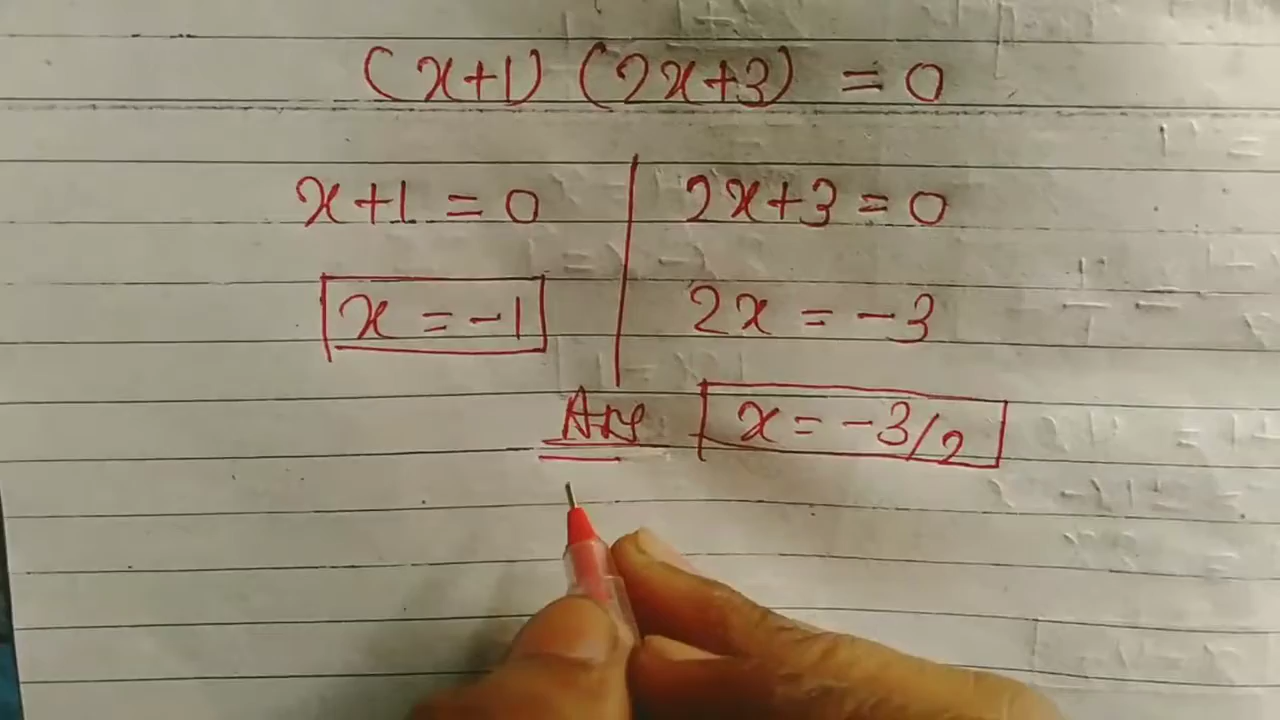 (x+1) (2x+3) = 0
x+1 = 0
x = -1
2x+3 = 0
2x = -3
x = -3/2
Ans